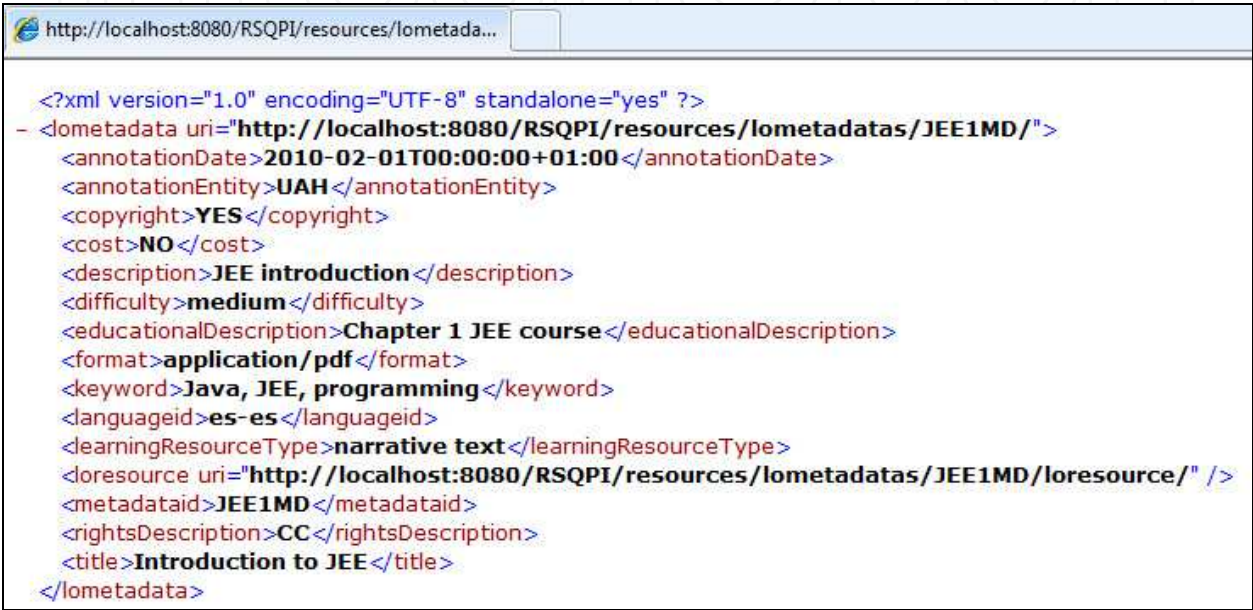 http://localhost:8080/RSQPI/resources/lometada...
<?xml version="1.0" encoding="UTF-8" standalone="yes" ?>
- <lometadata uri="http://localhost:8080/RSQPI/resources/lometadatas/JEE1MD/">
<annotationDate>2010-02-01T00:00:00+01:00</annotationDate>
<annotationEntity>UAH</annotationEntity>
<copyright>YES</copyright>
<cost>NO</cost>
<description>JEE introduction</description>
<difficulty>medium</difficulty>
<educationalDescription>Chapter 1 JEE course</educationalDescription>
<format>application/pdf</format>
<keyword>Java, JEE, programming</keyword>
<languageid>es-es</languageid>
<learningResourceType>narrative text</learningResourceType>
<loresource uri="http://localhost:8080/RSQPI/resources/lometadatas/JEE1MD/loresource/" />
<metadataid>JEE1MD</metadataid>
<rightsDescription>CC</rightsDescription>
<title>Introduction to JEE</title>
</lometadata>